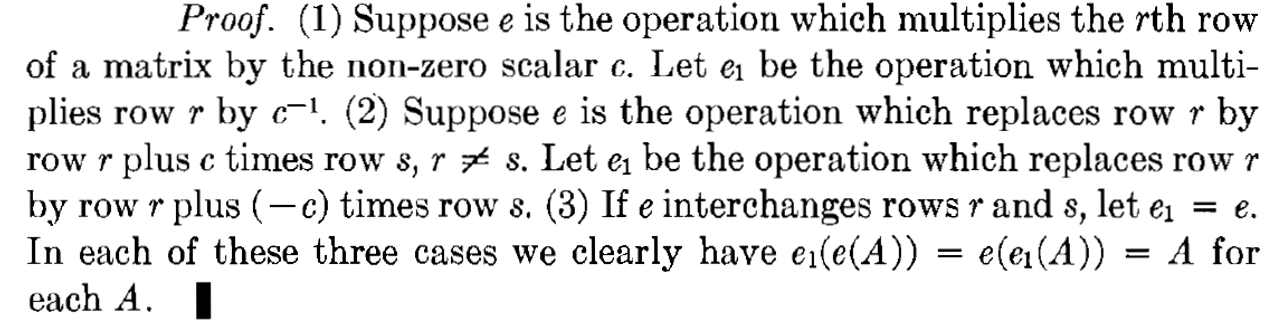 Proof. (1) Suppose e is the operation which multiplies the rth row
of a matrix by the non-zero scalar c. Let e₁ be the operation which multi-
plies row r by c⁻¹. (2) Suppose e is the operation which replaces row r by
row r plus c times row s, r ≠ s. Let e₁ be the operation which replaces row r
by row r plus (−c) times row s. (3) If e interchanges rows r and s, let e₁ = e.
In each of these three cases we clearly have e₁(e(A)) = e(e₁(A)) = A for
each A. ▮